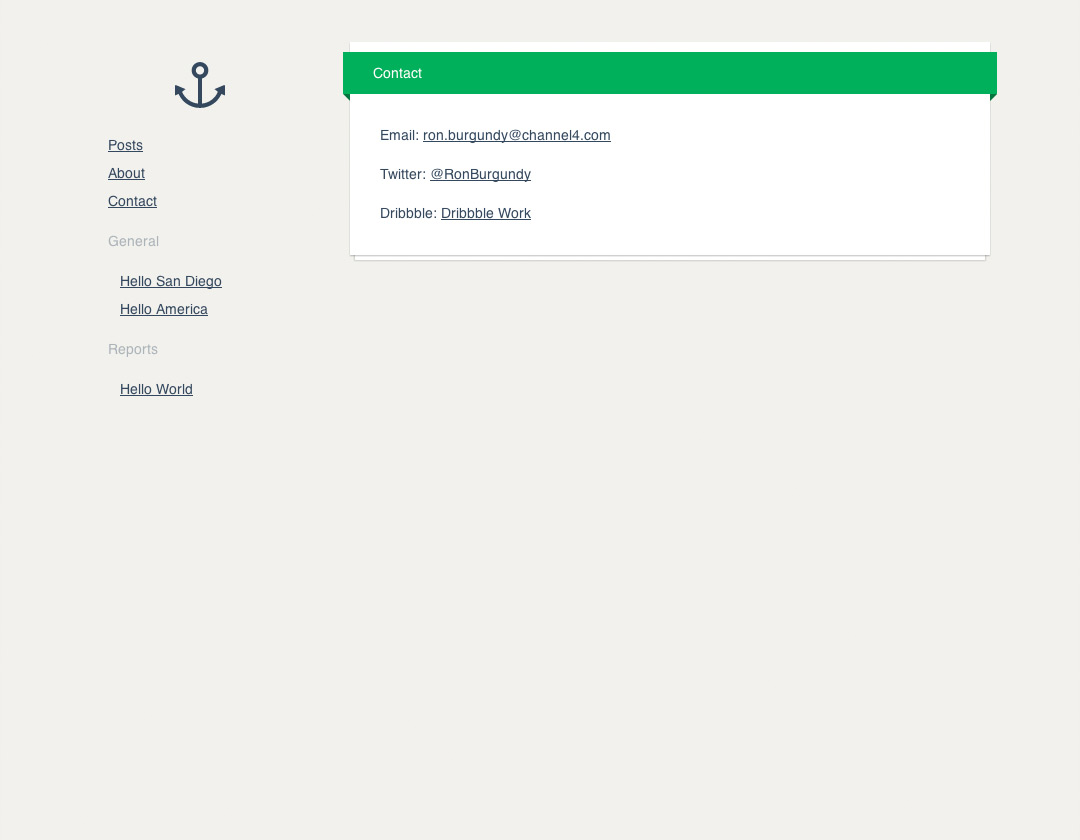 Posts
About
Contact
General
Hello San Diego
Hello America
Reports
Hello World
Contact
Email: ron.burgundy@channel4.com
Twitter: @RonBurgundy
Dribbble: Dribbble Work